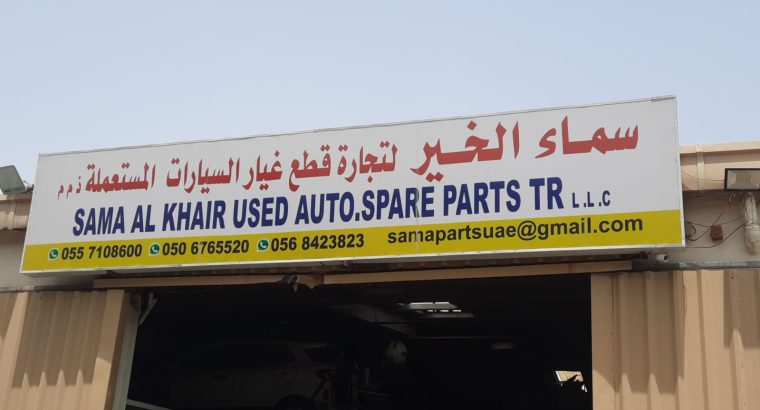 سماء الخير لتجارة قطع غيار السيارات المستعملة ذ م م
SAMA AL KHAIR USED AUTO.SPARE PARTS TR L.L.C
055 7108600 050 6765520 056 8423823 samapartsuae@gmail.com